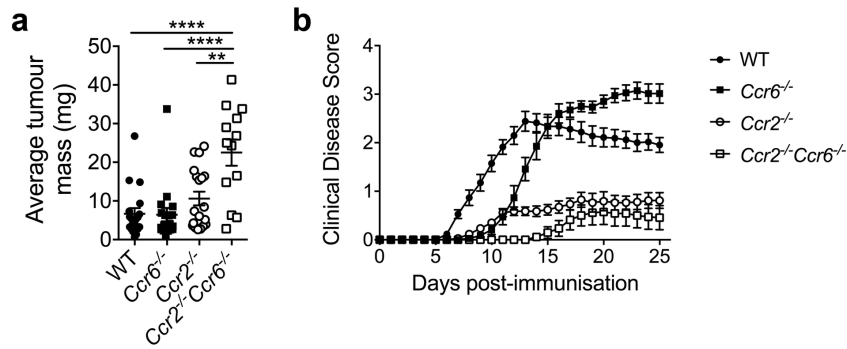 a
****
****
**
Average tumour
mass (mg)
50
40
30
20
10
0
WT
Ccr6-/-
Ccr2-/-
Ccr2-/-Ccr6-/-
b
Clinical Disease Score
4
3
2
1
0
0 5 10 15 20 25
Days post-immunisation
WT
Ccr6-/-
Ccr2-/-
Ccr2-/-Ccr6-/-